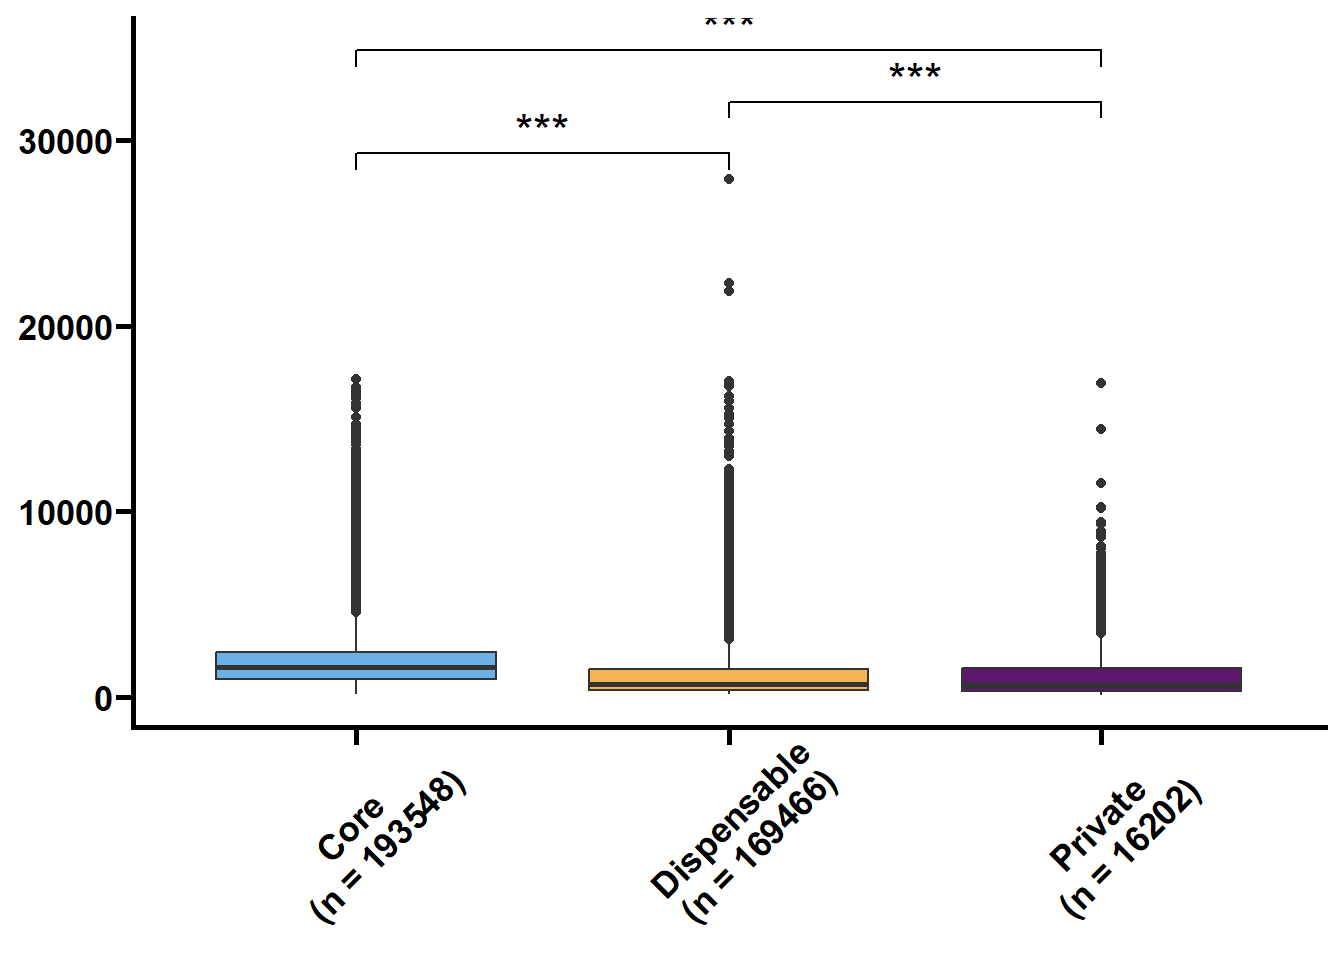 ***
***
***
30000
20000
10000
0
Core
(n = 193548)
Dispensable
(n = 169466)
Private
(n = 16202)